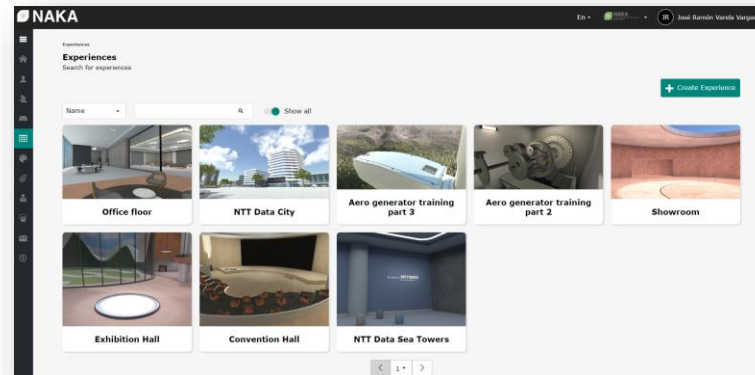 NAKA
En
NAKA
JR
José Ramón Varela Vargas
Experiences
Experiences
Search for experiences
Create Experience
Name
Show all
Office floor
NTT Data City
Aero generator training
part 3
Aero generator training
part 2
Showroom
Exhibition Hall
Convention Hall
NTT Data Sea Towers
1